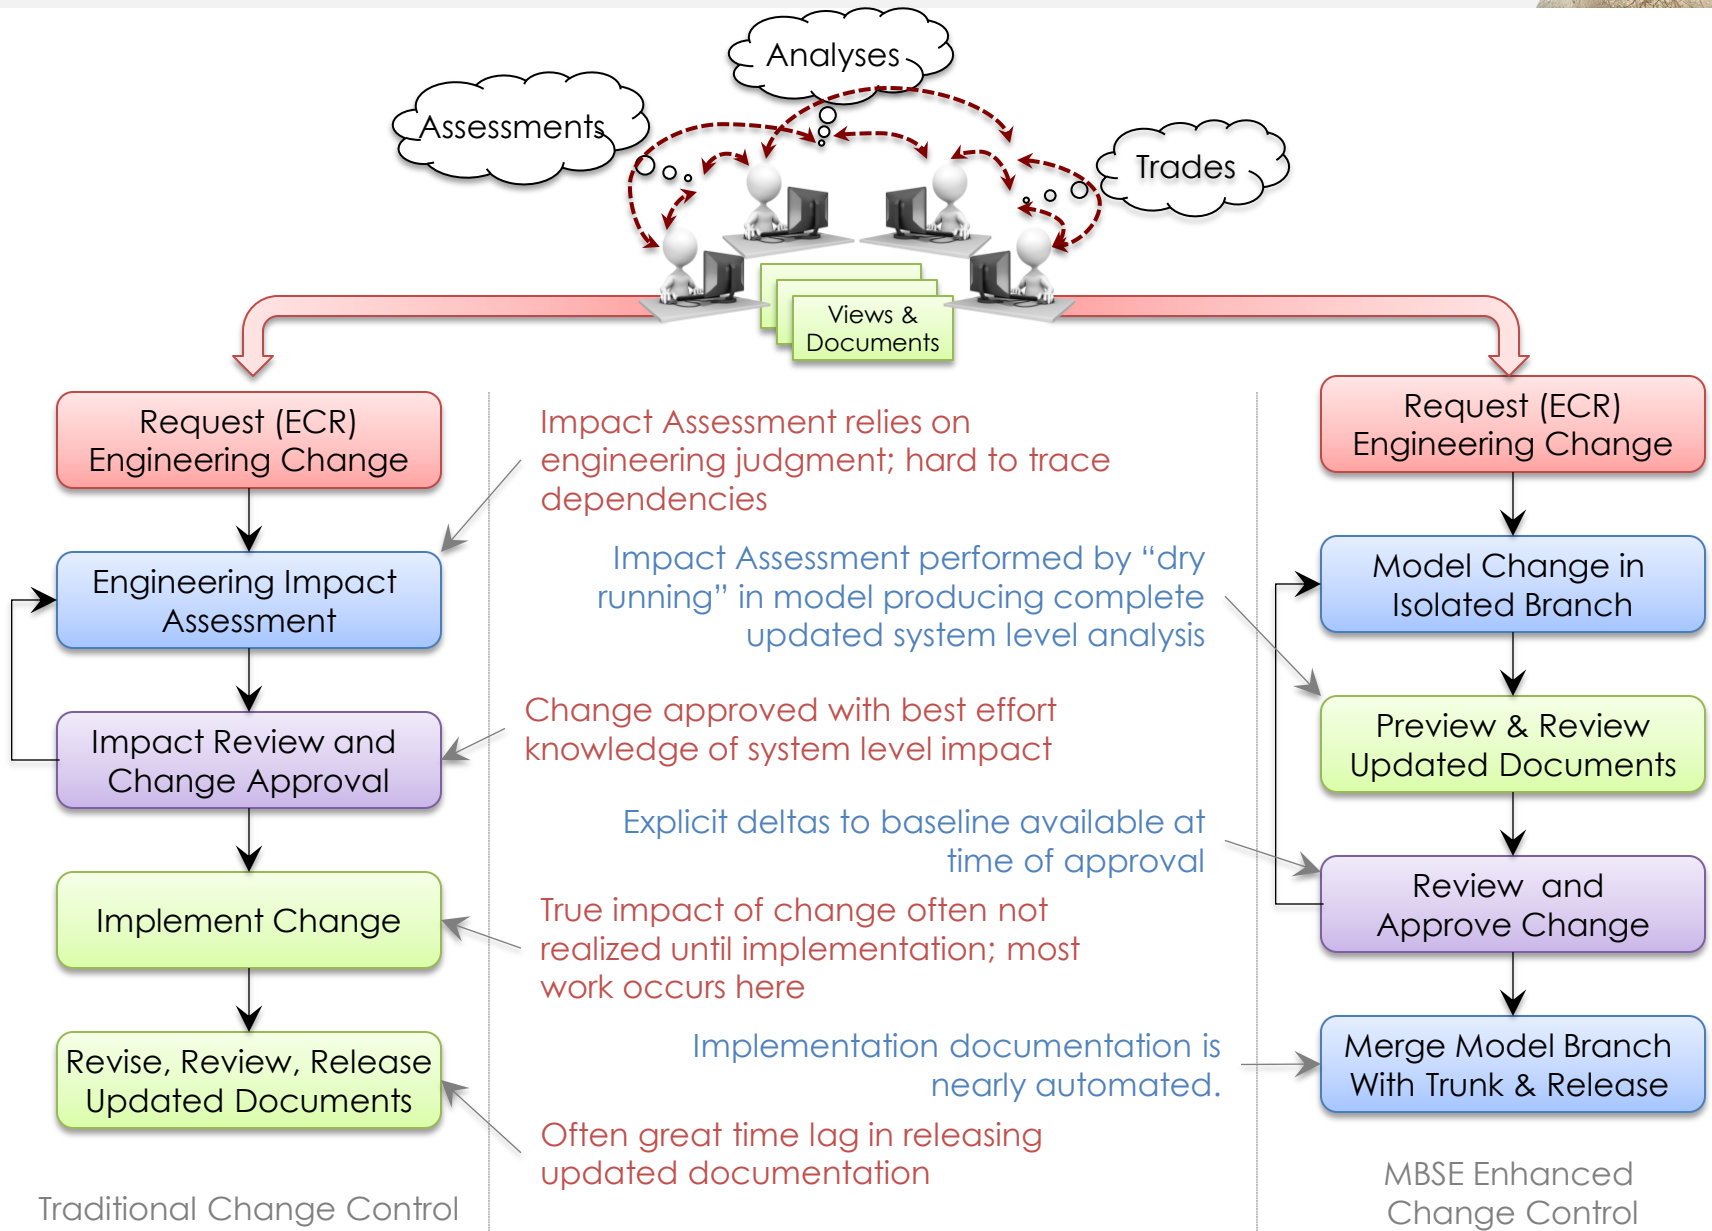 Analyses
Assessments
Trades
Views &
Documents
Request (ECR)
Engineering Change
Engineering Impact
Assessment
Impact Review and
Change Approval
Implement Change
Revise, Review, Release
Updated Documents
Traditional Change Control
Impact Assessment relies on
engineering judgment; hard to trace
dependencies
Impact Assessment performed by “dry
running” in model producing complete
updated system level analysis
Change approved with best effort
knowledge of system level impact
Explicit deltas to baseline available at
time of approval
True impact of change often not
realized until implementation; most
work occurs here
Implementation documentation is
nearly automated.
Often great time lag in releasing
updated documentation
Request (ECR)
Engineering Change
Model Change in
Isolated Branch
Preview & Review
Updated Documents
Review and
Approve Change
Merge Model Branch
With Trunk & Release
MBSE Enhanced
Change Control